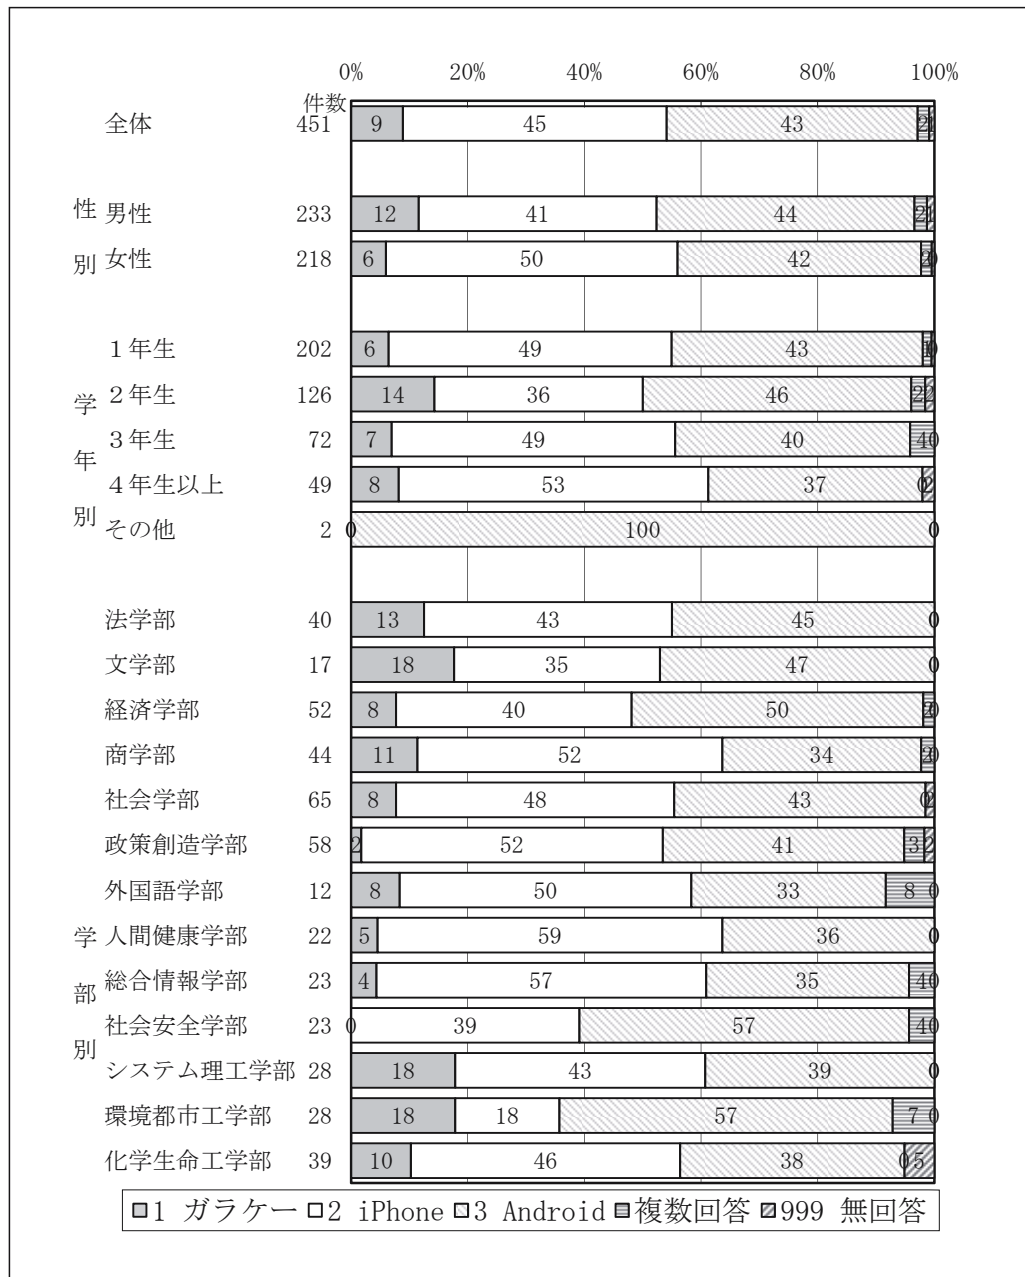 0% 20% 40% 60% 80% 100%
件数
全体 451 9 45 43 2 1
性別
男性 233 12 41 44 2 1
女性 218 6 50 42 2 0
学年別
１年生 202 6 49 43 1 0
２年生 126 14 36 46 2 2
３年生 72 7 49 40 4 0
４年生以上 49 8 53 37 0 2
その他 2 0 100 0
学部別
法学部 40 13 43 45 0
文学部 17 18 35 47 0
経済学部 52 8 40 50 2 0
商学部 44 11 52 34 2 0
社会学部 65 8 48 43 0 2
政策創造学部 58 2 52 41 3 2
外国語学部 12 8 50 33 8 0
人間健康学部 22 5 59 36 0
総合情報学部 23 4 57 35 4 0
社会安全学部 23 0 39 57 4 0
システム理工学部 28 18 43 39 0
環境都市工学部 28 18 18 57 7 0
化学生命工学部 39 10 46 38 0 5
1 ガラケー 2 iPhone 3 Android 複数回答 999 無回答